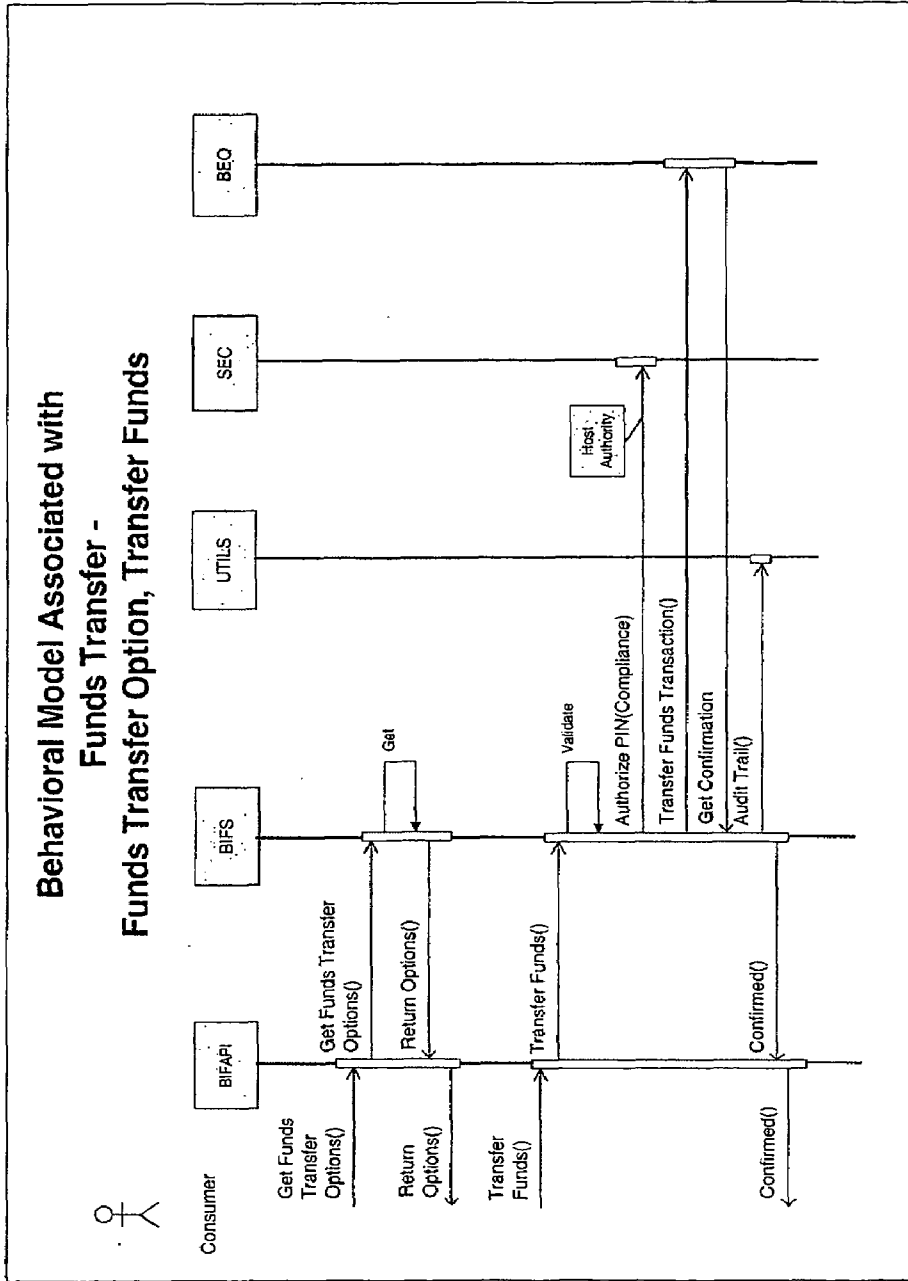 Behavioral Model Associated with
Funds Transfer -
Funds Transfer Option, Transfer Funds
Consumer
BIFAPI
BIFS
UTILS
SEC
BEQ
Get Funds
Transfer
Options()
Get Funds Transfer
Options()
Get
Return Options()
Return
Options()
Transfer
Funds()
Transfer Funds()
Validate
Host
Authority
Authorize PIN(Compliance)
Transfer Funds Transaction()
Get Confirmation
Audit Trail()
Confirmed()
Confirmed()